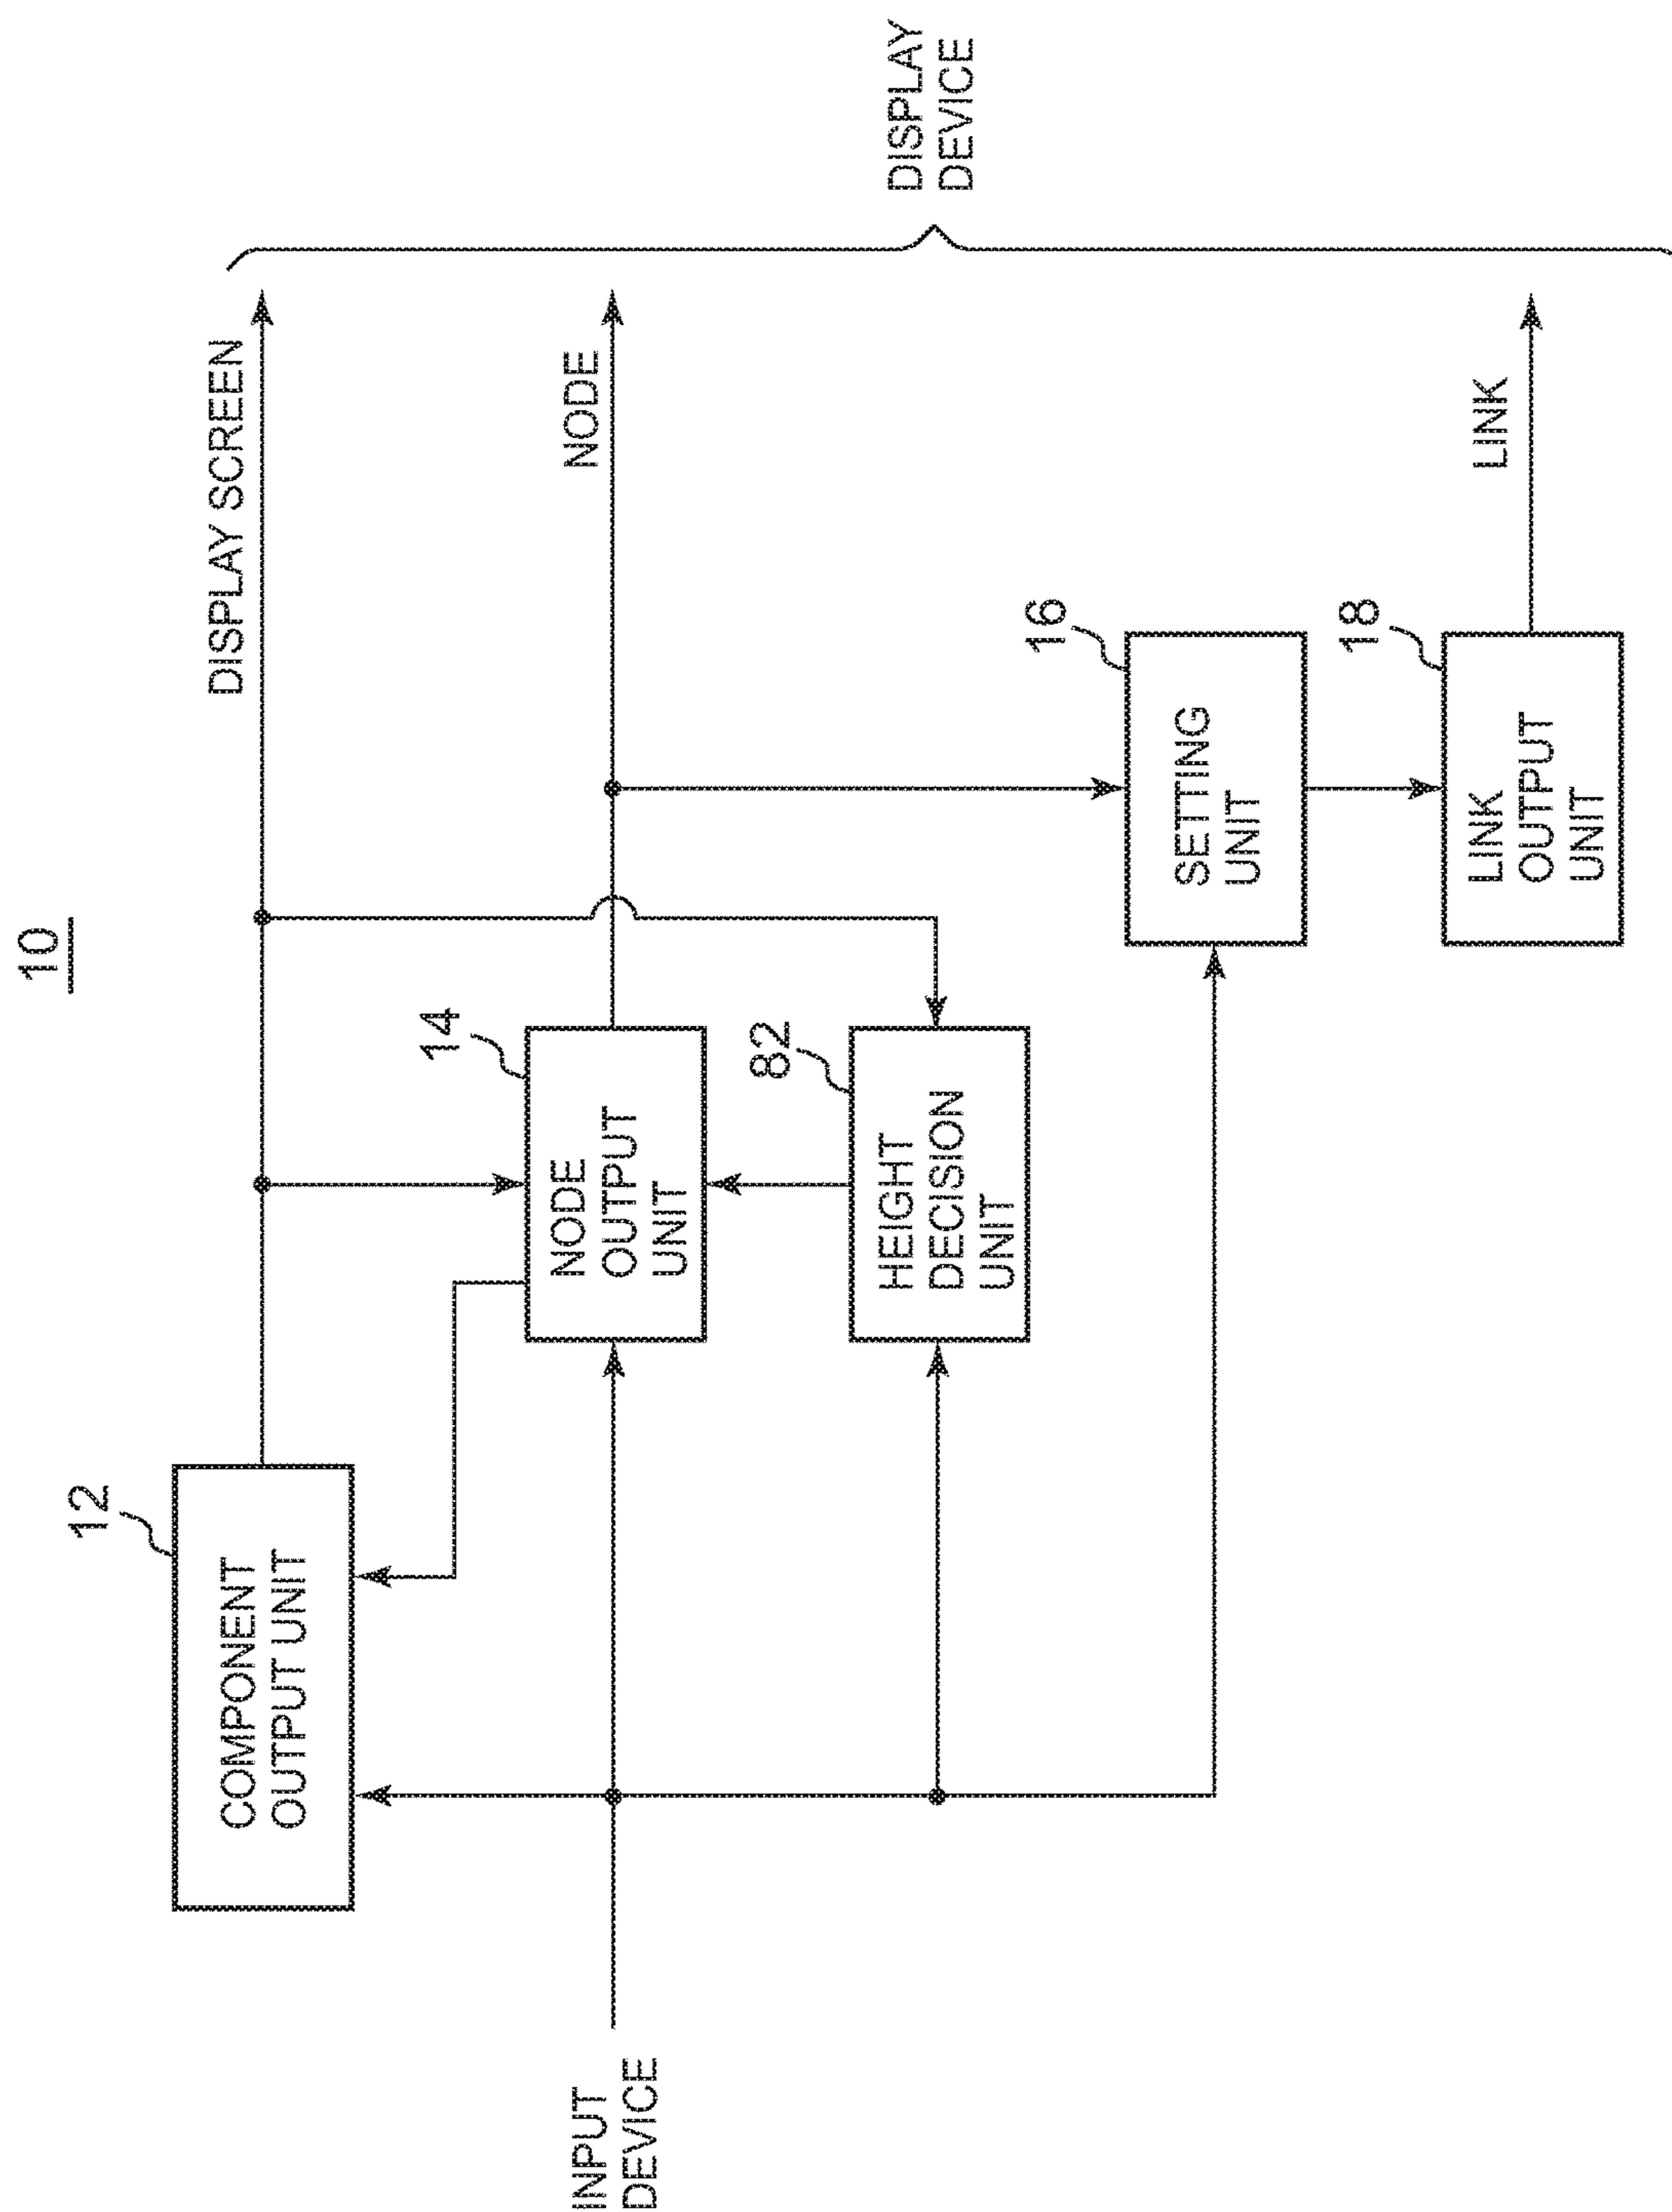 10
DISPLAY SCREEN
DISPLAY
DEVICE
12
COMPONENT
OUTPUT UNIT
14
NODE
OUTPUT
UNIT
NODE
INPUT
DEVICE
82
HEIGHT
DECISION
UNIT
16
SETTING
UNIT
18
LINK
OUTPUT
UNIT
LINK